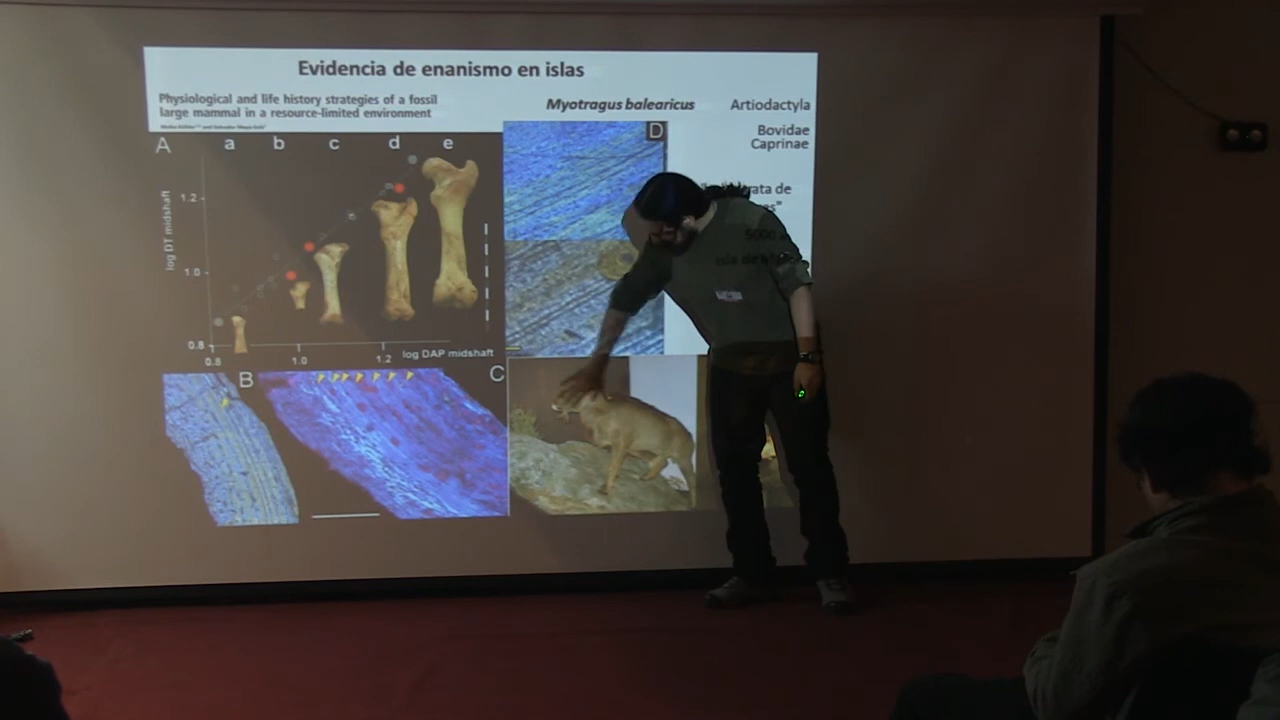 Evidencia de enanismo en islas
Physiological and life history strategies of a fossil
large mammal in a resource-limited environment
Myotragus balearicus
Artiodactyla
Bovidae
Caprinae
A
a b c d e
log DT midshaft
1.2
1.0
0.8
0.8 1.0 1.2
log DAP midshaft
B
C
D